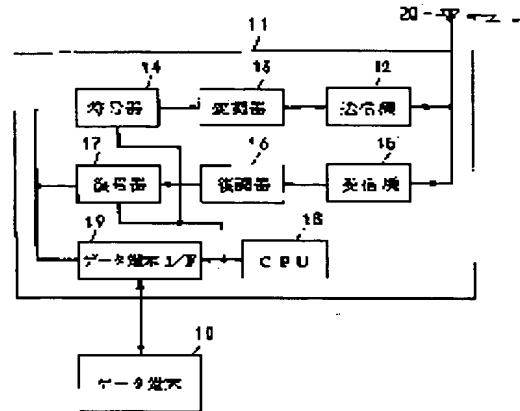 20
11
14
13
12
符号器
変調器
送信機
17
16
15
復号器
復調器
受信機
19
18
データ端末 I/F
CPU
10
データ端末